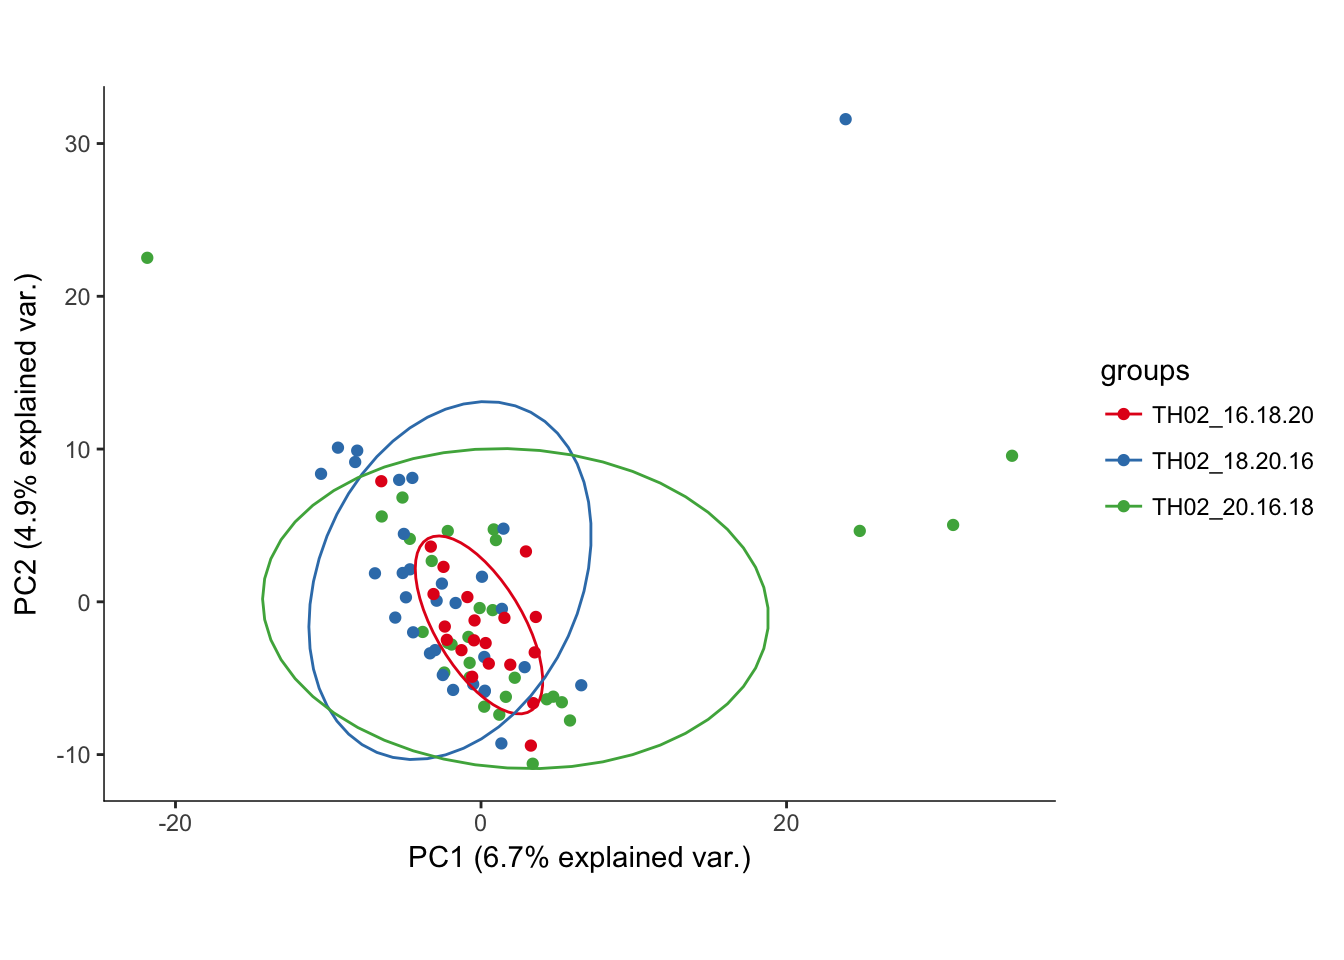 30
20
10
0
-10
-20
0
20
PC1 (6.7% explained var.)
PC2 (4.9% explained var.)
groups
TH02_16.18.20
TH02_18.20.16
TH02_20.16.18